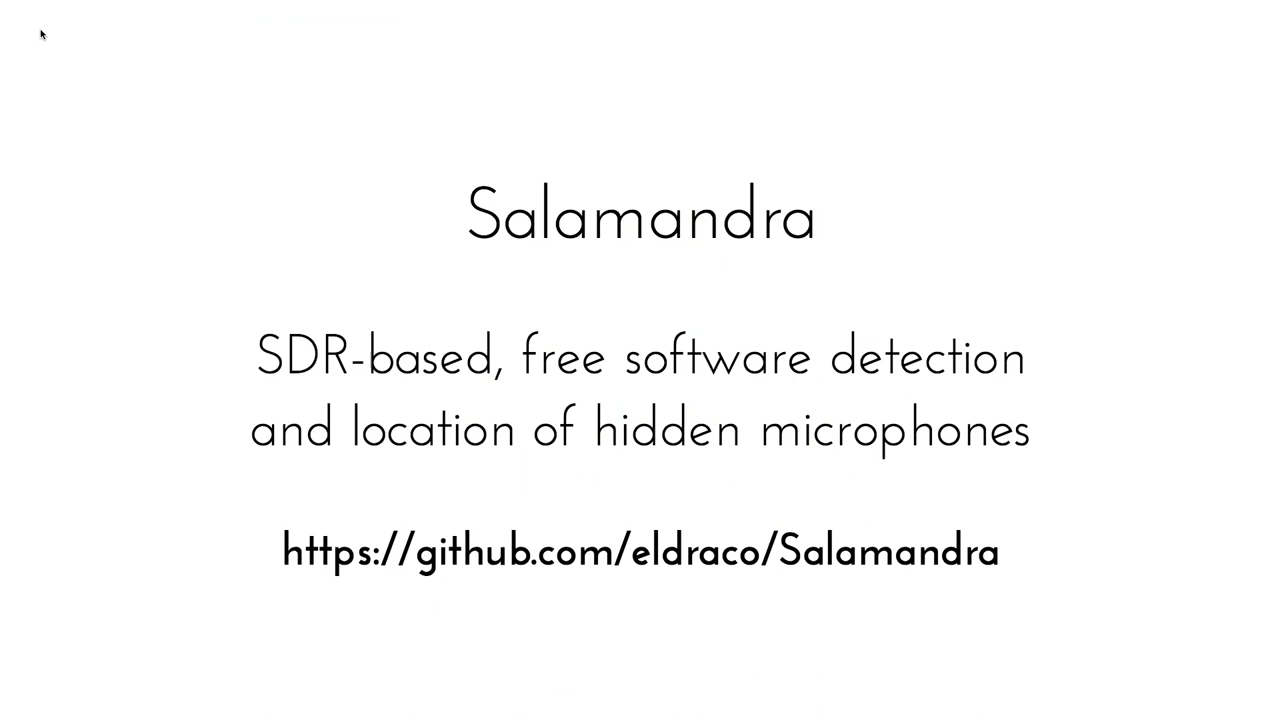 Salamandra
SDR-based, free software detection
and location of hidden microphones
https://github.com/eldraco/Salamandra